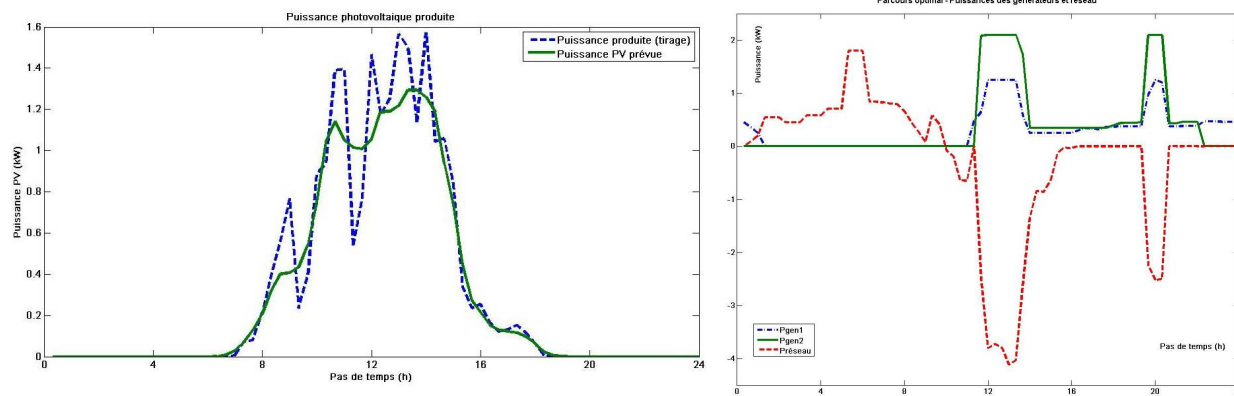 Puissance photovoltaique produite
1.6
1.4
1.2
1
0.8
0.6
0.4
0.2
0
Puissance PV (kW)
Puissance produite (tirage)
Puissance PV prévue
0 4 8 12 16 20 24
Pas de temps (h)
Parcours optimal - Puissances des générateurs et réseau
Puissance (kW)
2
1
0
-1
-2
-3
-4
Pgen1
Pgen2
Préseau
Pas de temps (h)
0 4 8 12 16 20